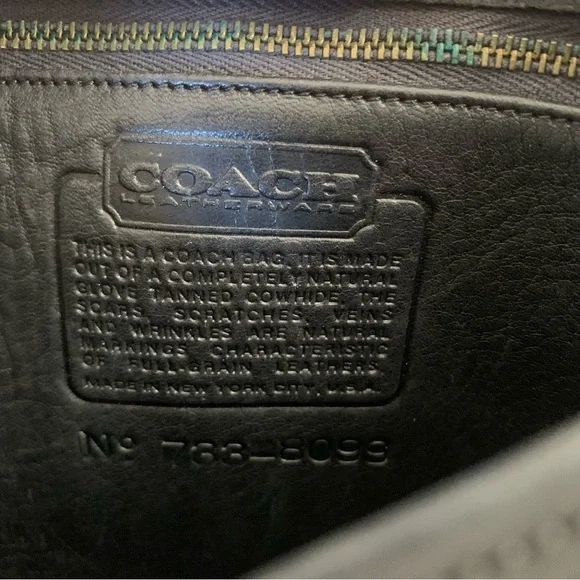 COACH
LEATHERWARE
THIS IS A COACH BAG. IT IS MADE
OUT OF A COMPLETELY NATURAL
GLOVE TANNED COWHIDE. THE
SCARS, SCRATCHES, VEINS
AND WRINKLES ARE NATURAL
MARKINGS CHARACTERISTIC
OF FULL-GRAIN LEATHERS.
MADE IN NEW YORK CITY, U.S.A.
No 733-8099